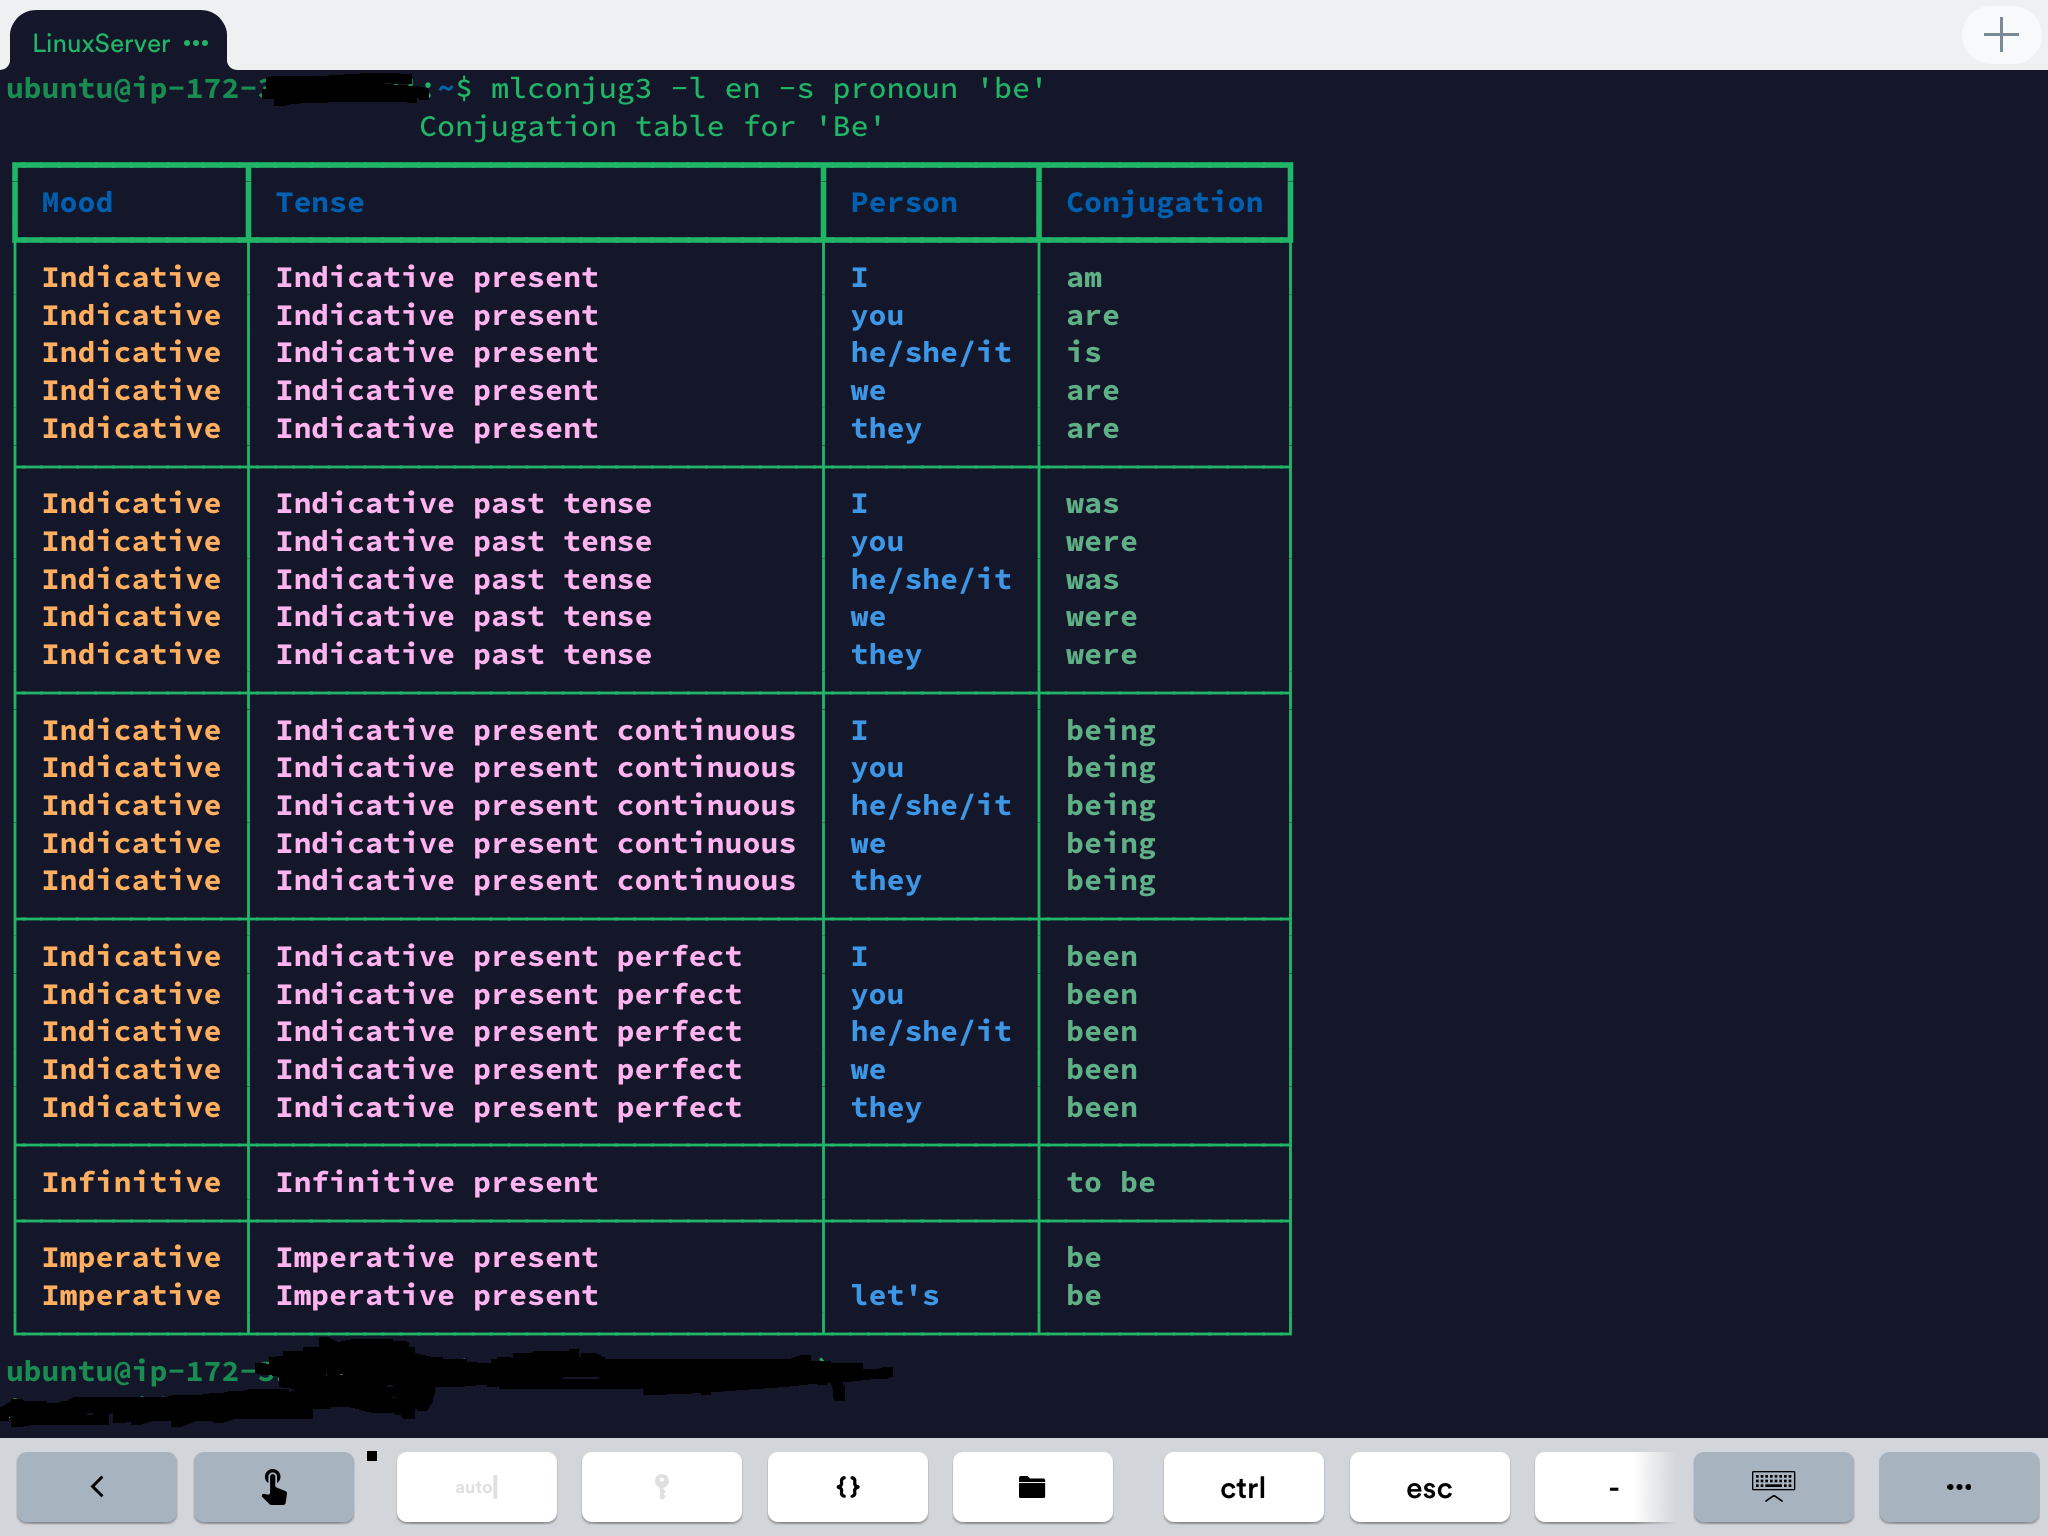 LinuxServer •••
ubuntu@ip-172- :~$ mlconjug3 -l en -s pronoun 'be'
Conjugation table for 'Be'
Mood Tense Person Conjugation
Indicative Indicative present I am
Indicative Indicative present you are
Indicative Indicative present he/she/it is
Indicative Indicative present we are
Indicative Indicative present they are
Indicative Indicative past tense I was
Indicative Indicative past tense you were
Indicative Indicative past tense he/she/it was
Indicative Indicative past tense we were
Indicative Indicative past tense they were
Indicative Indicative present continuous I being
Indicative Indicative present continuous you being
Indicative Indicative present continuous he/she/it being
Indicative Indicative present continuous we being
Indicative Indicative present continuous they being
Indicative Indicative present perfect I been
Indicative Indicative present perfect you been
Indicative Indicative present perfect he/she/it been
Indicative Indicative present perfect we been
Indicative Indicative present perfect they been
Infinitive Infinitive present to be
Imperative Imperative present be
Imperative Imperative present let's be
ubuntu@ip-172-
auto {} ctrl esc - •••